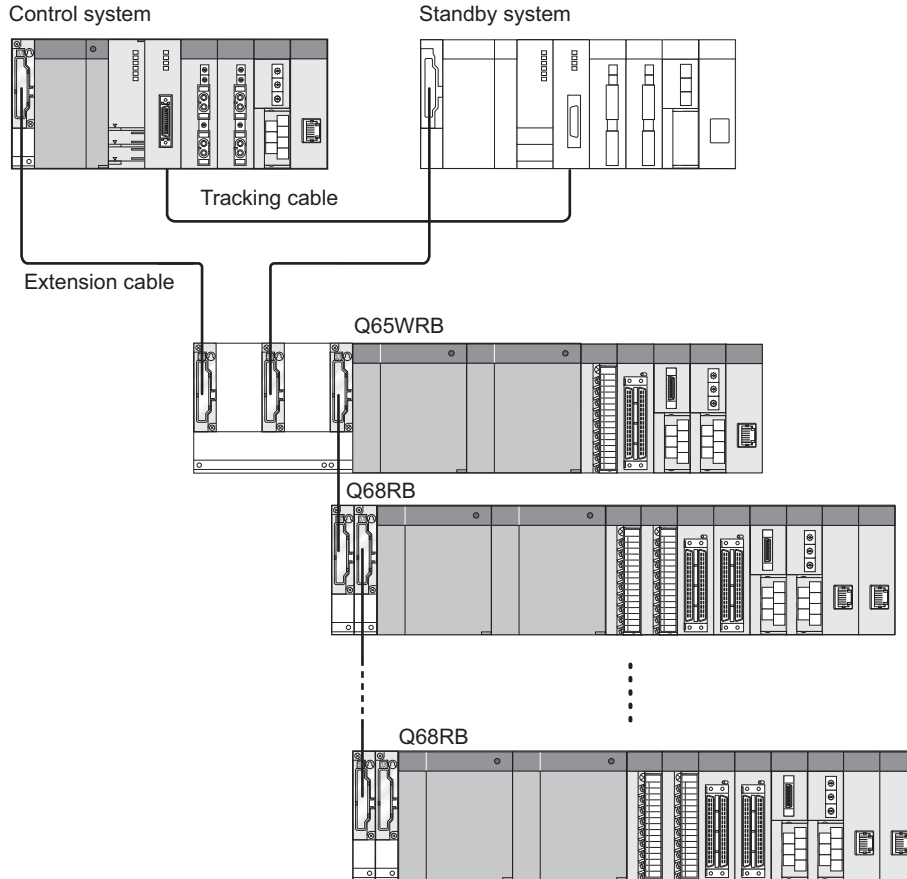 Control system
Standby system
Tracking cable
Extension cable
Q65WRB
Q68RB
Q68RB